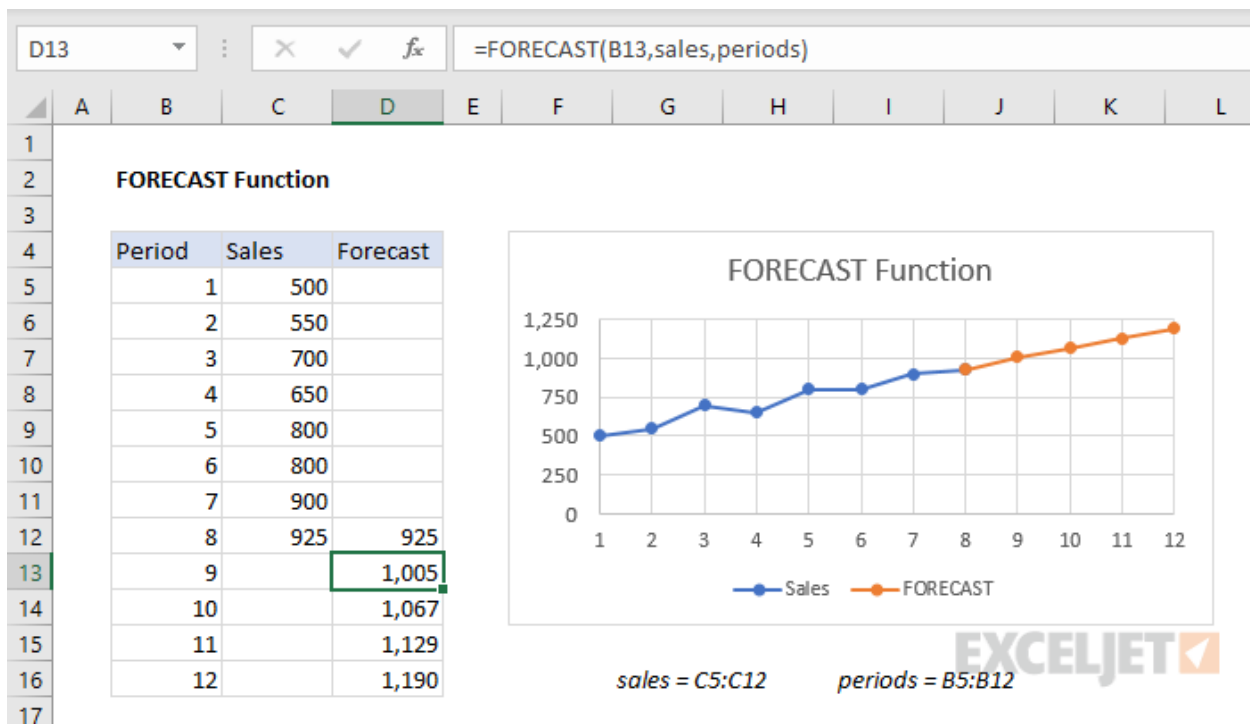 D13 fx =FORECAST(B13,sales,periods)
A B C D E F G H I J K L
1
2 FORECAST Function
3
4 Period Sales Forecast
5 1 500
6 2 550
7 3 700
8 4 650
9 5 800
10 6 800
11 7 900
12 8 925 925
13 9 1,005
14 10 1,067
15 11 1,129
16 12 1,190
17
FORECAST Function
1,250
1,000
750
500
250
0
1 2 3 4 5 6 7 8 9 10 11 12
Sales FORECAST
EXCELJET
sales = C5:C12 periods = B5:B12